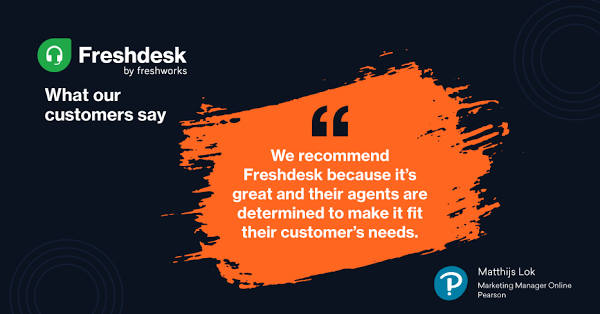 Freshdesk
by freshworks
What our
customers say
“
We recommend
Freshdesk because it’s
great and their agents are
determined to make it fit
their customer’s needs.
Matthijs Lok
Marketing Manager Online
Pearson